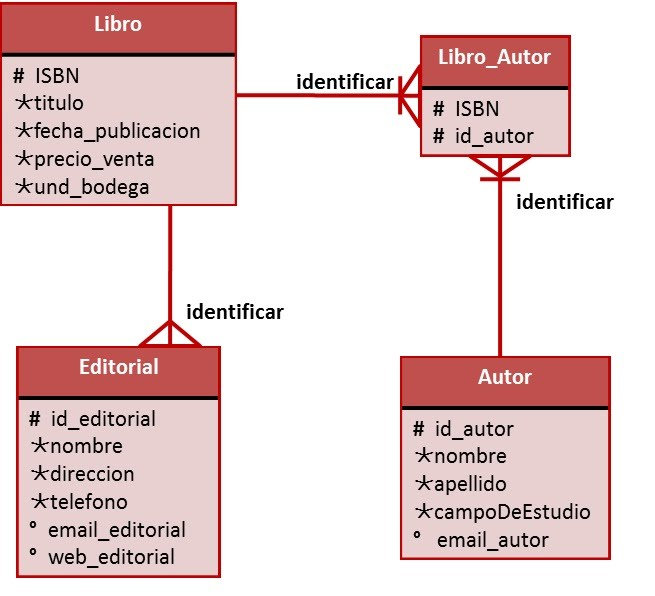 Libro
# ISBN
*titulo
*fecha_publicacion
*precio_venta
*und_bodega
identificar
Libro_Autor
# ISBN
# id_autor
identificar
identificar
Editorial
# id_editorial
*nombre
*direccion
*telefono
° email_editorial
° web_editorial
Autor
# id_autor
*nombre
*apellido
*campoDeEstudio
° email_autor